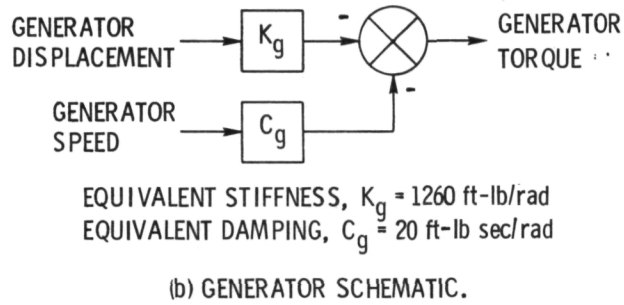 GENERATOR
DISPLACEMENT
Kg
-
GENERATOR
TORQUE
GENERATOR
SPEED
Cg
-
EQUIVALENT STIFFNESS, Kg = 1260 ft-lb/rad
EQUIVALENT DAMPING, Cg = 20 ft-lb sec/rad
(b) GENERATOR SCHEMATIC.